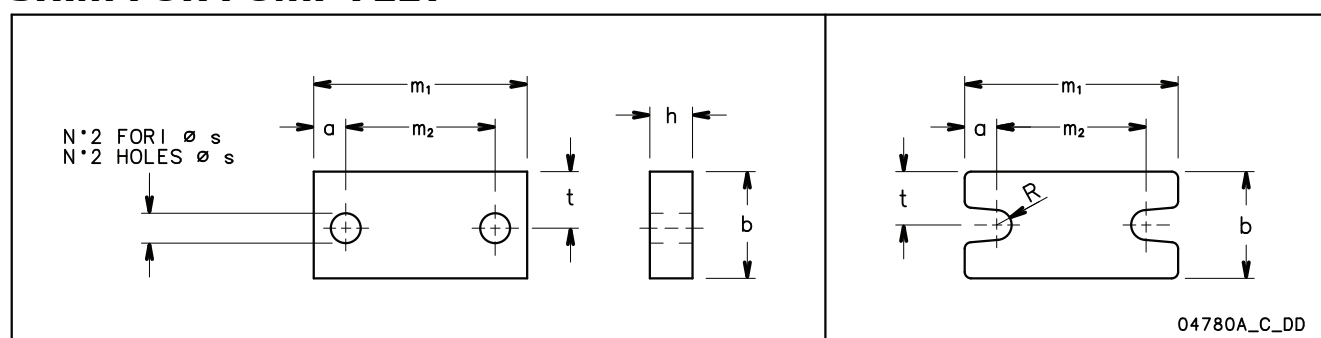 m₁
a
m₂
h
N°2 FORI Ø s
N°2 HOLES Ø s
t
b
m₁
a
m₂
t
R
b
04780A_C_DD